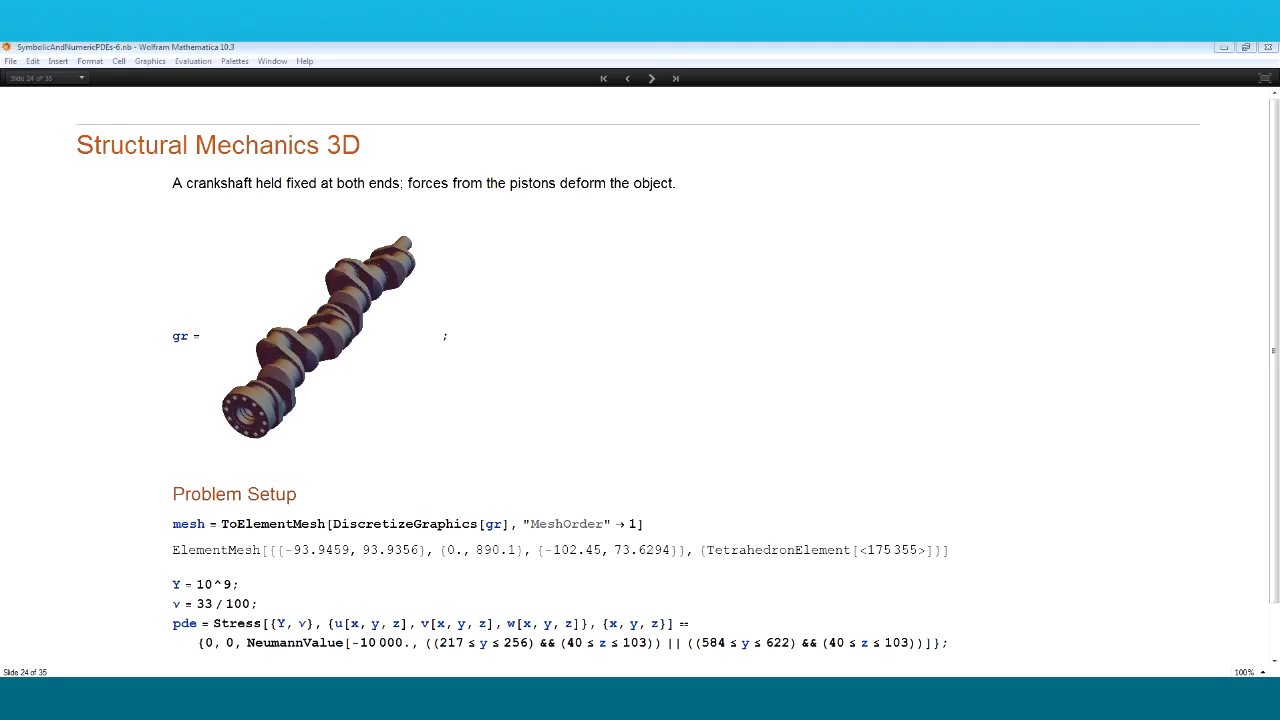 SymbolicAndNumericPDEs-6.nb - Wolfram Mathematica 10.3
File Edit Insert Format Cell Graphics Evaluation Palettes Window Help
Slide 24 of 35
Structural Mechanics 3D
A crankshaft held fixed at both ends; forces from the pistons deform the object.
gr = ;
Problem Setup
mesh = ToElementMesh[DiscretizeGraphics[gr], "MeshOrder" → 1]
ElementMesh[{{-93.9459, 93.9356}, {0., 890.1}, {-102.45, 73.6294}}, {TetrahedronElement[<175355>]}]
Y = 10^9;
ν = 33 / 100;
pde = Stress[{Y, ν}, {u[x, y, z], v[x, y, z], w[x, y, z]}, {x, y, z}] ==
{0, 0, NeumannValue[-10000., ((217 ≤ y ≤ 256) && (40 ≤ z ≤ 103)) || ((584 ≤ y ≤ 622) && (40 ≤ z ≤ 103))]};
Slide 24 of 35 100%